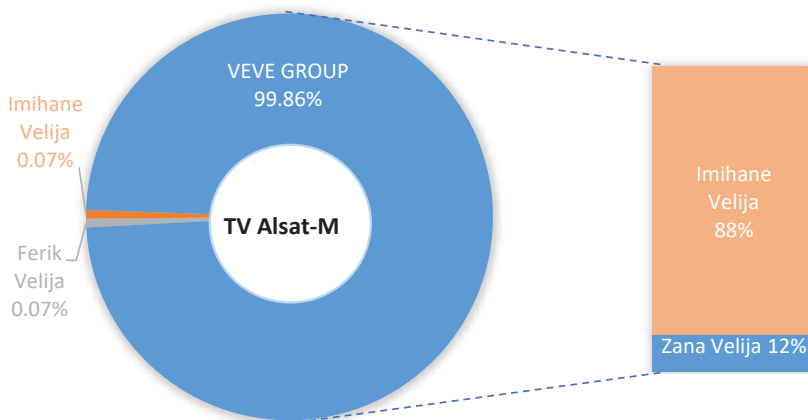 VEVE GROUP
99.86%
Imihane
Velija
0.07%
TV Alsat-M
Ferik
Velija
0.07%
Imihane
Velija
88%
Zana Velija 12%